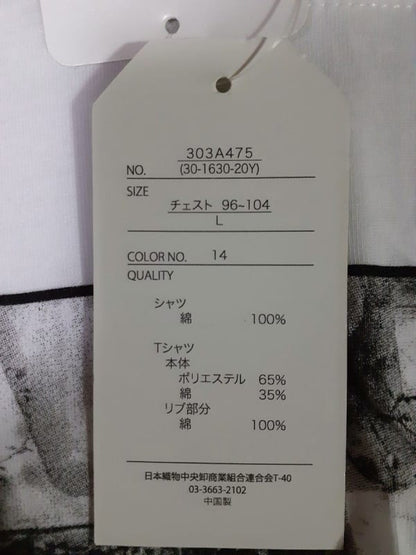 303A475
NO. (30-1630-20Y)
SIZE
チェスト 96~104
L
COLOR NO. 14
QUALITY
シャツ
綿 100%
Tシャツ
本体
ポリエステル 65%
綿 35%
リブ部分
綿 100%
日本織物中央卸商業組合連合会T-40
03-3663-2102
中国製